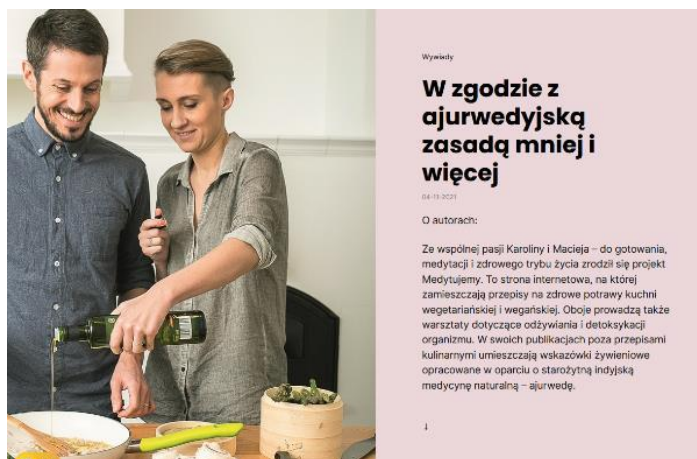 Wywiady
W zgodzie z
ajurwedyjską
zasadą mniej i
więcej
04-11-2021
O autorach:
Ze wspólnej pasji Karoliny i Macieja – do gotowania,
medytacji i zdrowego trybu życia zrodził się projekt
Medytujemy. To strona internetowa, na której
zamieszczają przepisy na zdrowe potrawy kuchni
wegetariańskiej i wegańskiej. Oboje prowadzą także
warsztaty dotyczące odżywiania i detoksykacji
organizmu. W swoich publikacjach poza przepisami
kulinarnymi umieszczają wskazówki żywieniowe
opracowane w oparciu o starożytną indyjską
medycynę naturalną – ajurwedę.